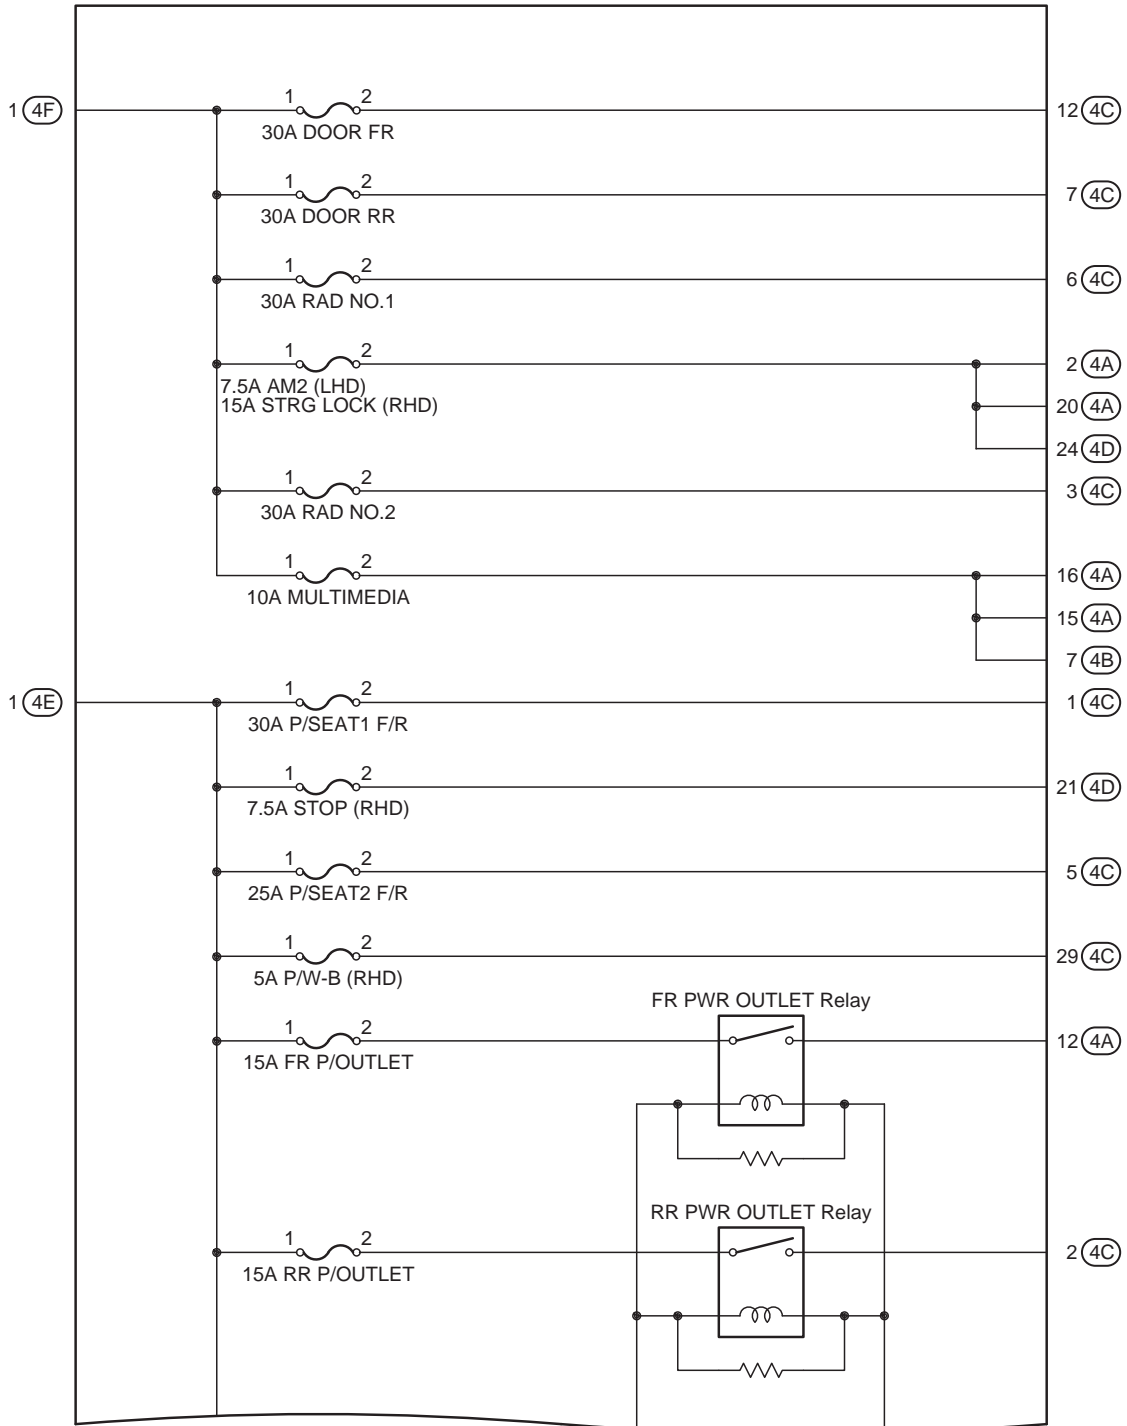 1 4F 1 2 12 4C
30A DOOR FR
1 2 7 4C
30A DOOR RR
1 2 6 4C
30A RAD NO.1
1 2 2 4A
7.5A AM2 (LHD)
15A STRG LOCK (RHD)
20 4A
24 4D
1 2 3 4C
30A RAD NO.2
1 2 16 4A
10A MULTIMEDIA
15 4A
7 4B
1 4E 1 2 1 4C
30A P/SEAT1 F/R
1 2 21 4D
7.5A STOP (RHD)
1 2 5 4C
25A P/SEAT2 F/R
1 2 29 4C
5A P/W-B (RHD)
FR PWR OUTLET Relay
1 2 12 4A
15A FR P/OUTLET
RR PWR OUTLET Relay
1 2 2 4C
15A RR P/OUTLET